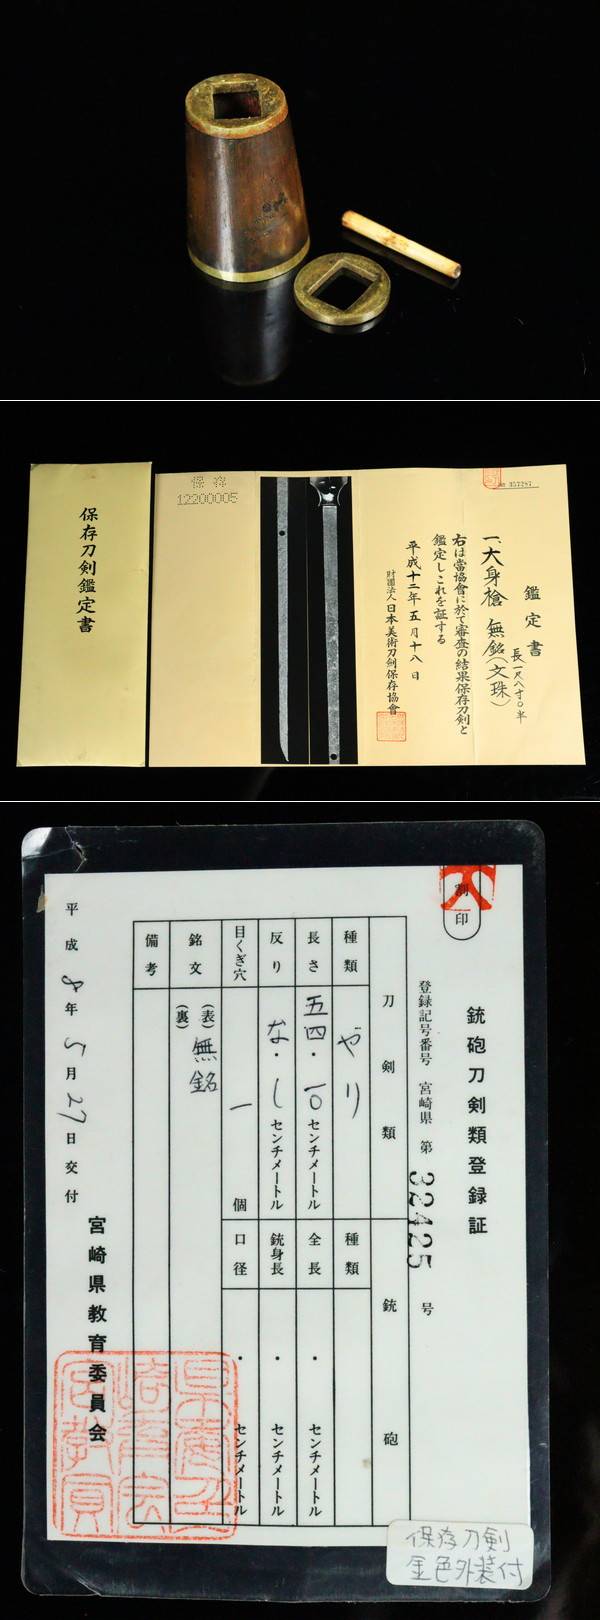 保存刀剣鑑定書
保存
12200005
鑑定書
一、大身槍 無銘(文珠)
長一尺八寸〇半
右は當協會に於て審査の結果保存刀剣と
鑑定しこれを証する
平成十二年五月十八日
財團法人日本美術刀剣保存協會
割印
銃砲刀剣類登録証
登録記号番号 宮崎県 第 32425 号
刀剣類
銃砲
種類 やり
種類
長さ 五四・一〇センチメートル
全長 ・ センチメートル
反り な・しセンチメートル
銃身長 ・ センチメートル
目くぎ穴 一 個
口径 ・ センチメートル
銘文 (表)無銘
(裏)
備考
平成8年5月27日交付
宮崎県教育委員会
保存刀剣
金色外装付